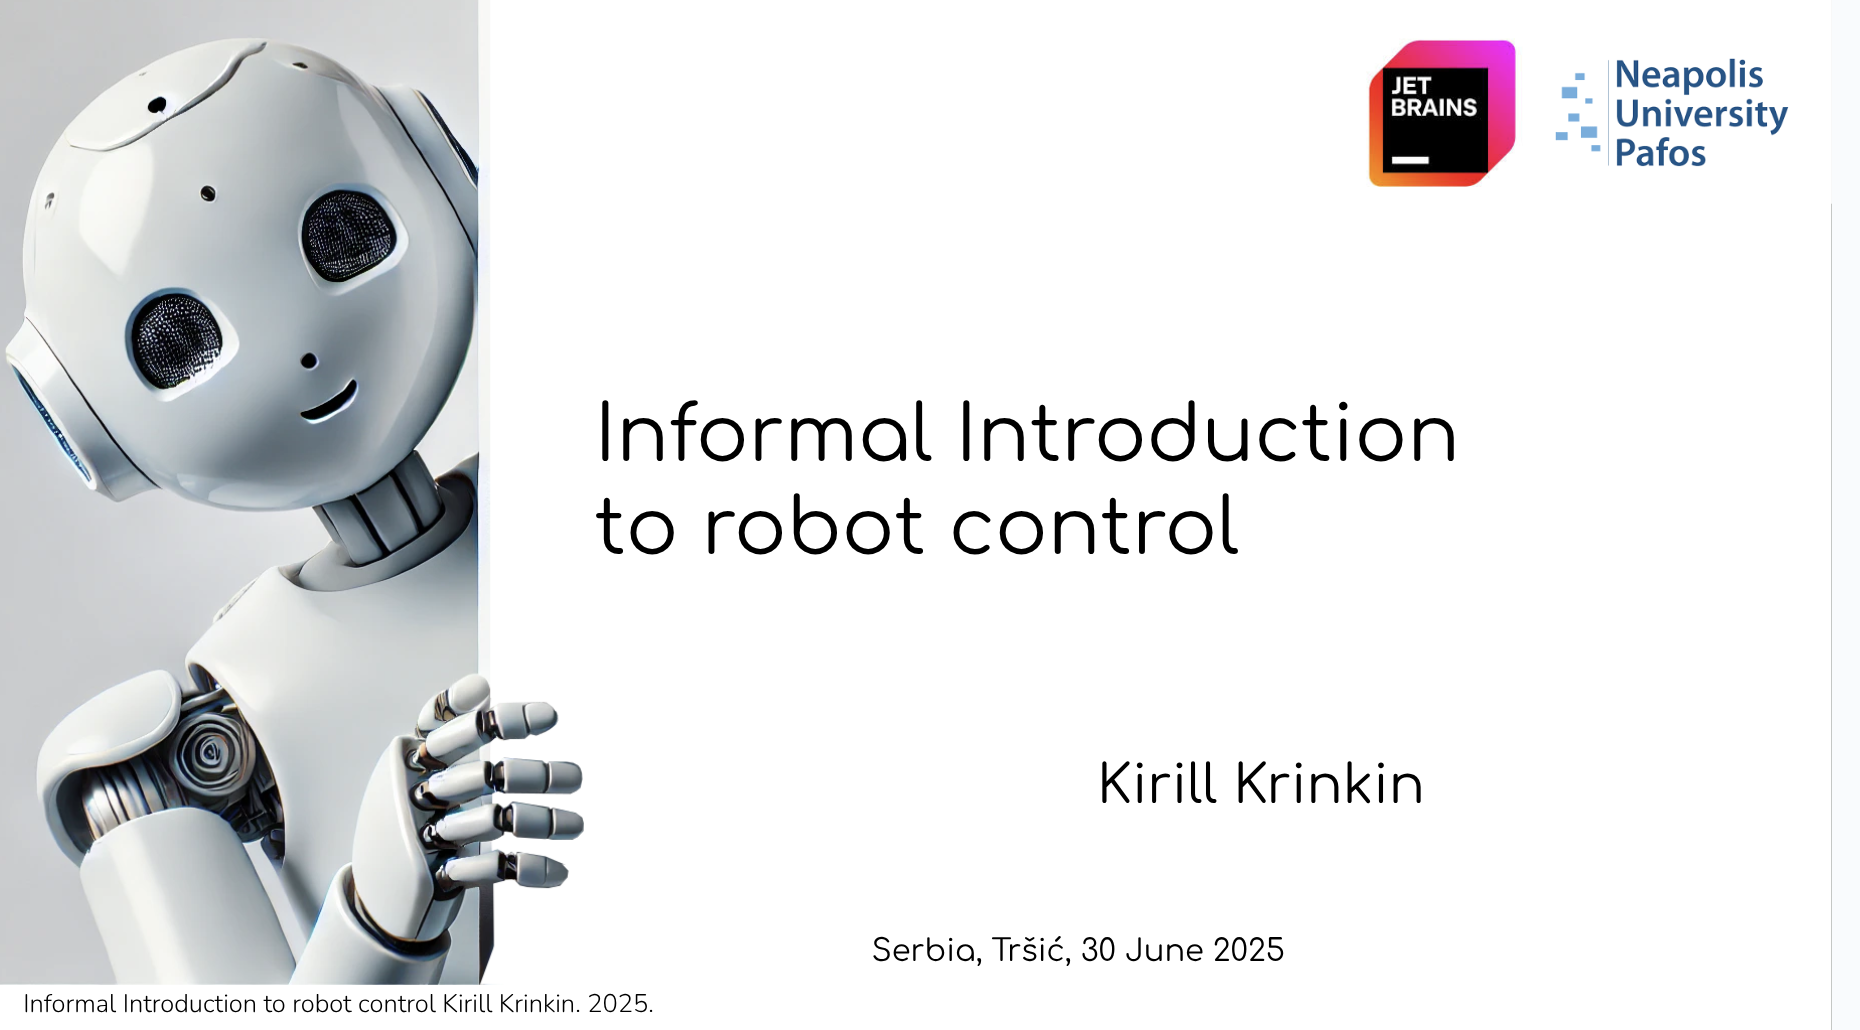 JET
BRAINS
Neapolis
University
Pafos
Informal Introduction
to robot control
Kirill Krinkin
Serbia, Tršić, 30 June 2025
Informal Introduction to robot control Kirill Krinkin. 2025.